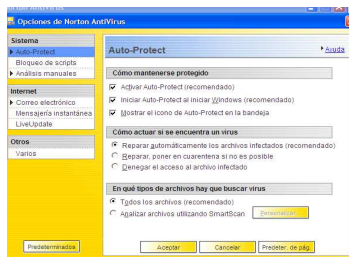 Norton AntiVirus
Opciones de Norton AntiVirus
Sistema
Auto-Protect
Bloqueo de scripts
Análisis manuales
Internet
Correo electrónico
Mensajería instantánea
LiveUpdate
Otros
Varios
Predeterminados
Auto-Protect
Ayuda
Cómo mantenerse protegido
Activar Auto-Protect (recomendado)
Iniciar Auto-Protect al iniciar Windows (recomendado)
Mostrar el icono de Auto-Protect en la bandeja
Cómo actuar si se encuentra un virus
Reparar automáticamente los archivos infectados (recomendado)
Reparar, poner en cuarentena si no es posible
Denegar el acceso al archivo infectado
En qué tipos de archivos hay que buscar virus
Todos los archivos (recomendado)
Analizar archivos utilizando SmartScan
Personalizar
Aceptar
Cancelar
Predeter. de pág.